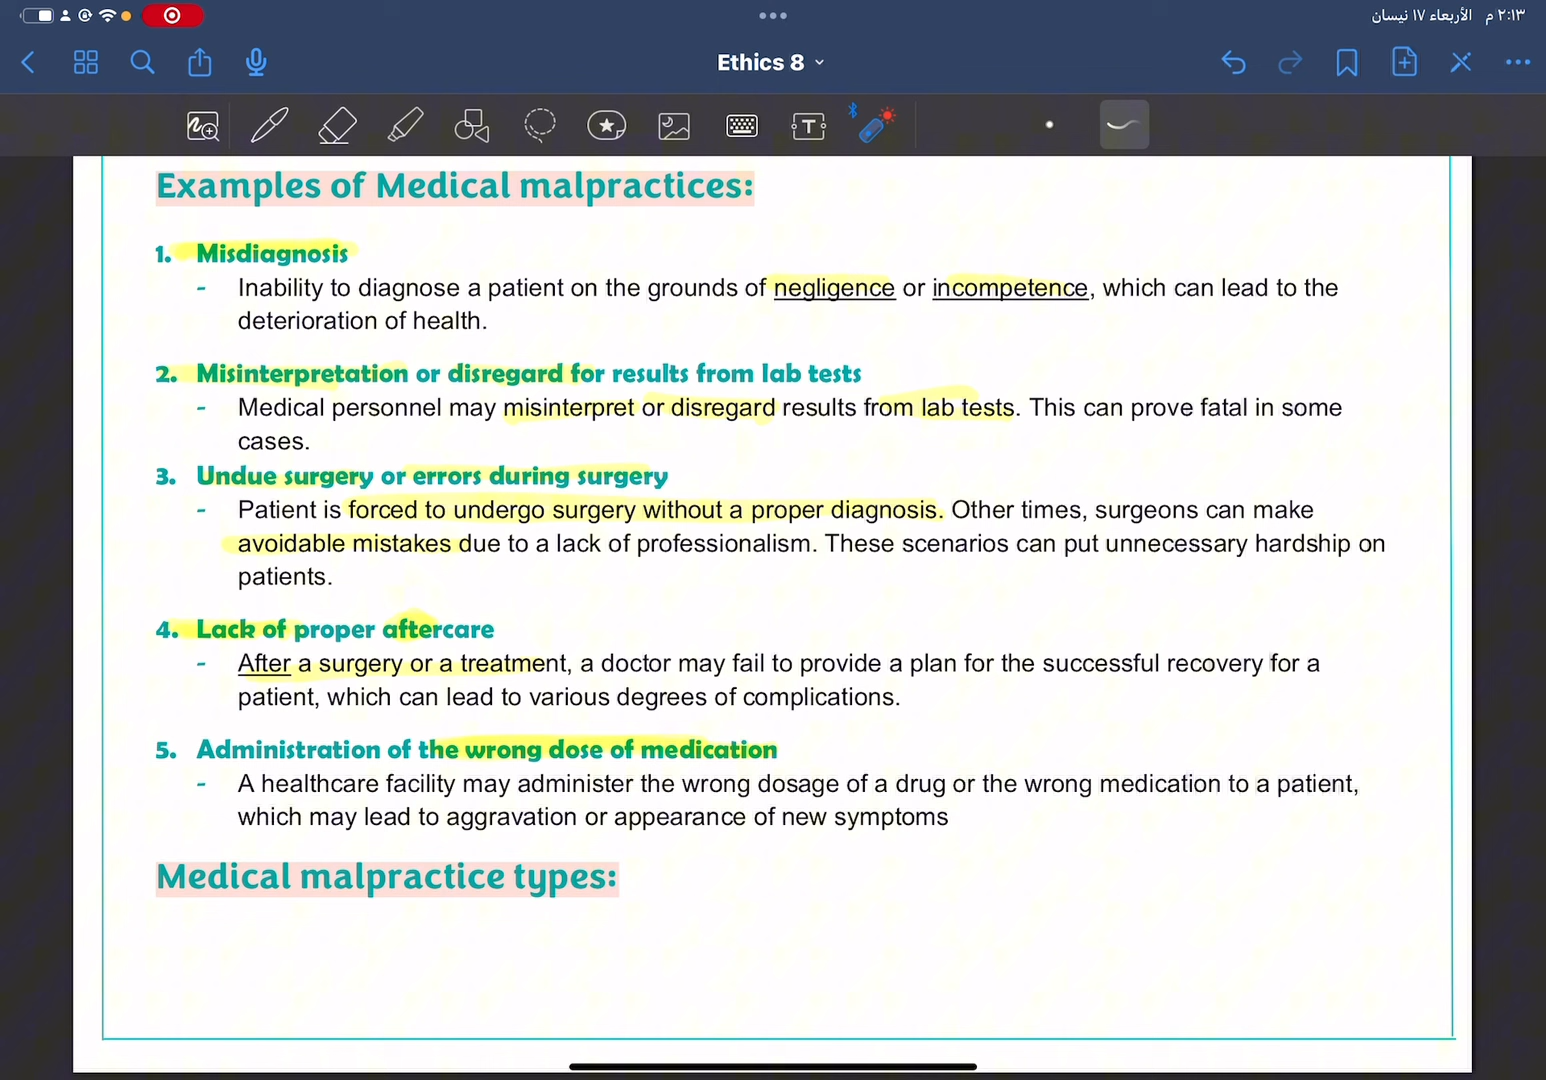 ٢:١٣ م الأربعاء ١٧ نيسان
Ethics 8
Examples of Medical malpractices:
1. Misdiagnosis
- Inability to diagnose a patient on the grounds of negligence or incompetence, which can lead to the
deterioration of health.
2. Misinterpretation or disregard for results from lab tests
- Medical personnel may misinterpret or disregard results from lab tests. This can prove fatal in some
cases.
3. Undue surgery or errors during surgery
- Patient is forced to undergo surgery without a proper diagnosis. Other times, surgeons can make
avoidable mistakes due to a lack of professionalism. These scenarios can put unnecessary hardship on
patients.
4. Lack of proper aftercare
- After a surgery or a treatment, a doctor may fail to provide a plan for the successful recovery for a
patient, which can lead to various degrees of complications.
5. Administration of the wrong dose of medication
- A healthcare facility may administer the wrong dosage of a drug or the wrong medication to a patient,
which may lead to aggravation or appearance of new symptoms
Medical malpractice types: